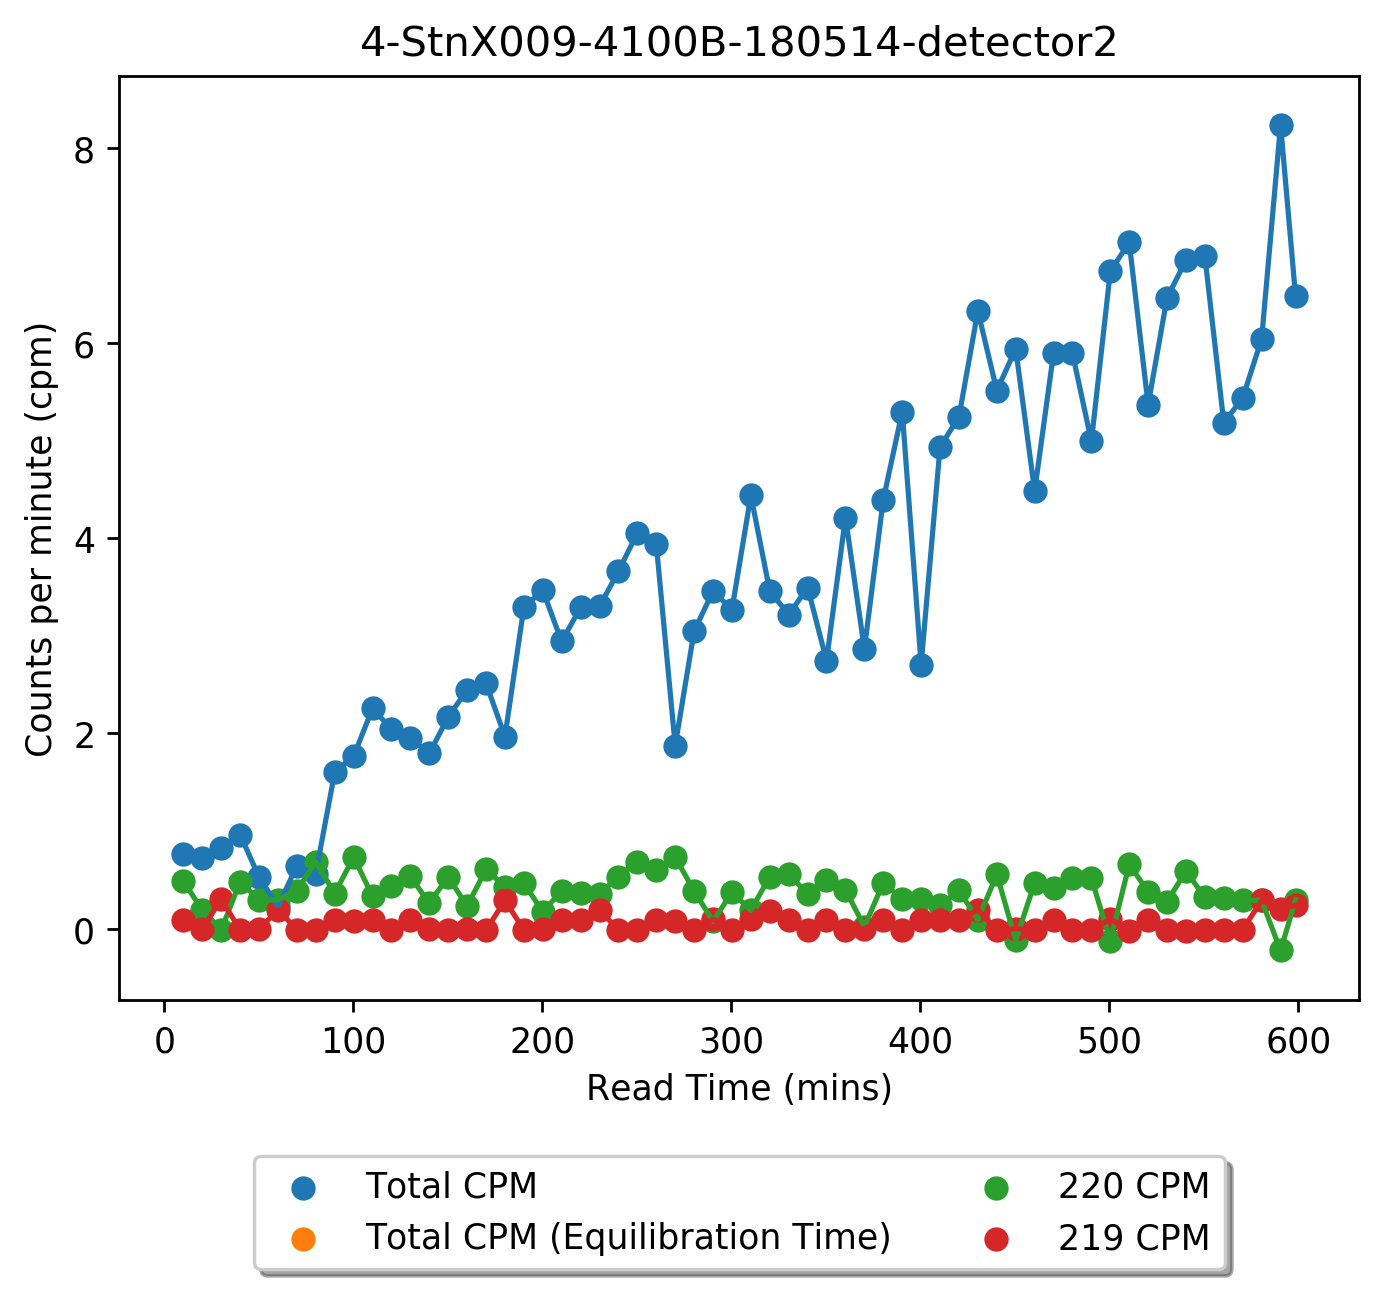 4-StnX009-4100B-180514-detector2
8
6
4
2
0
Counts per minute (cpm)
0 100 200 300 400 500 600
Read Time (mins)
Total CPM 220 CPM
Total CPM (Equilibration Time) 219 CPM